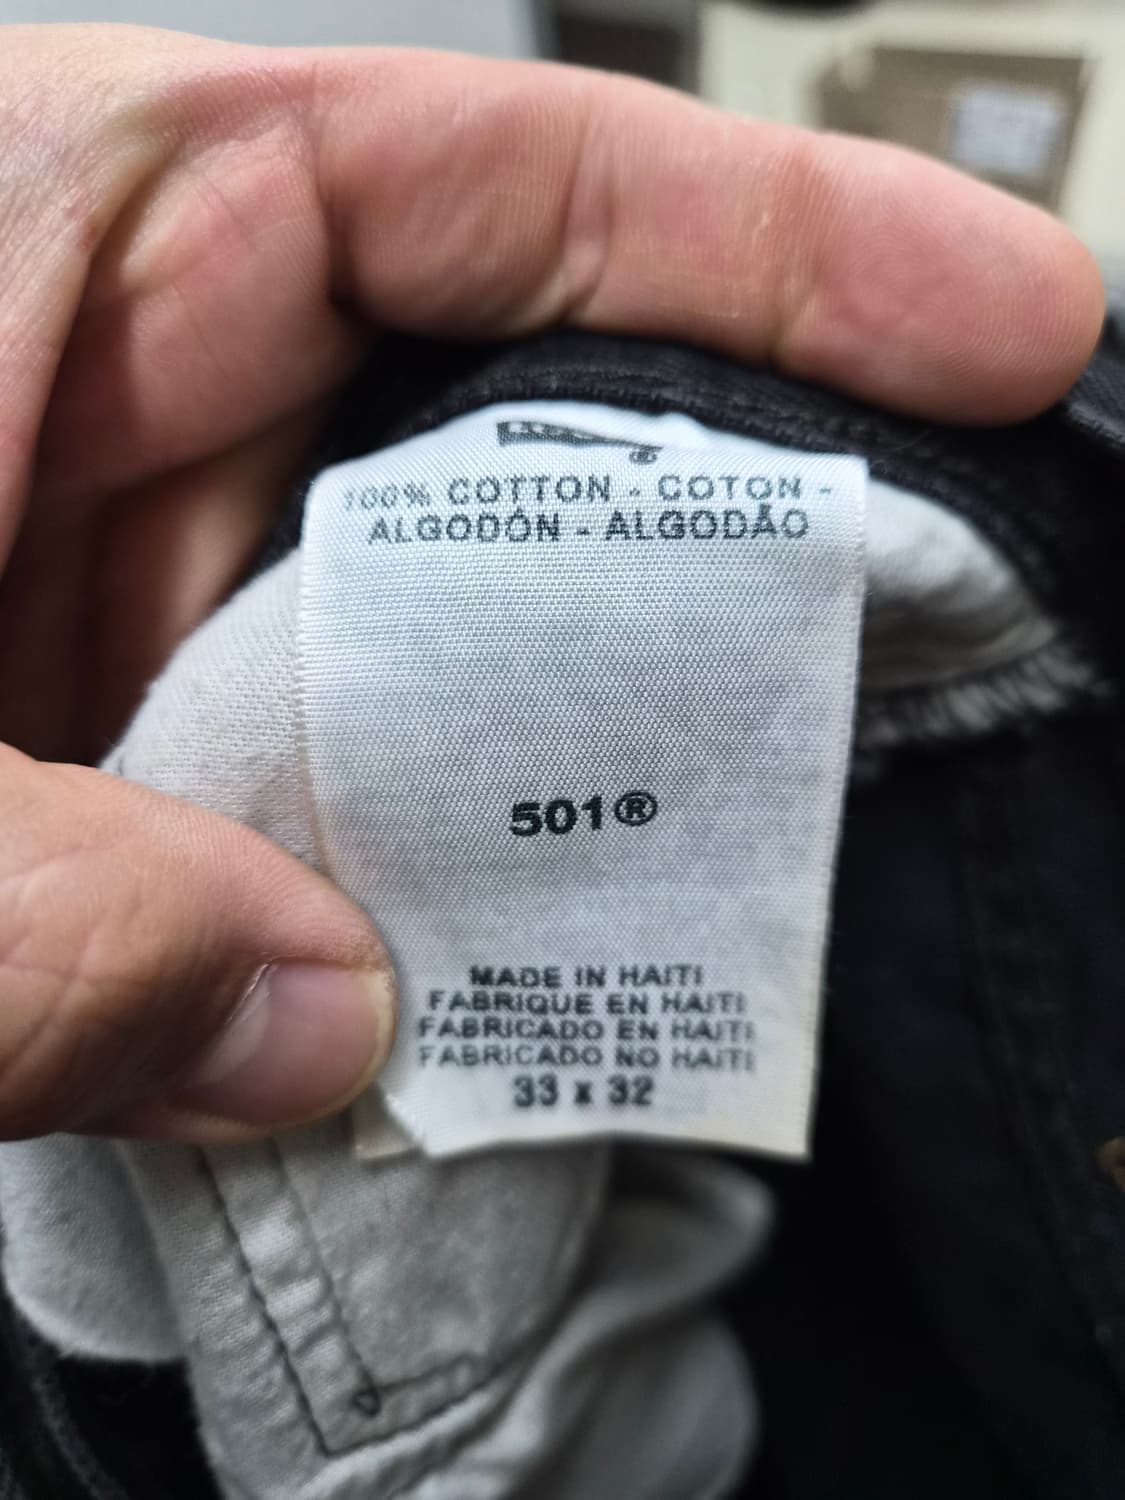 ®
100% COTTON - COTON -
ALGODÓN - ALGODÃO
501®
MADE IN HAITI
FABRIQUE EN HAITI
FABRICADO EN HAITI
FABRICADO NO HAITI
33 x 32